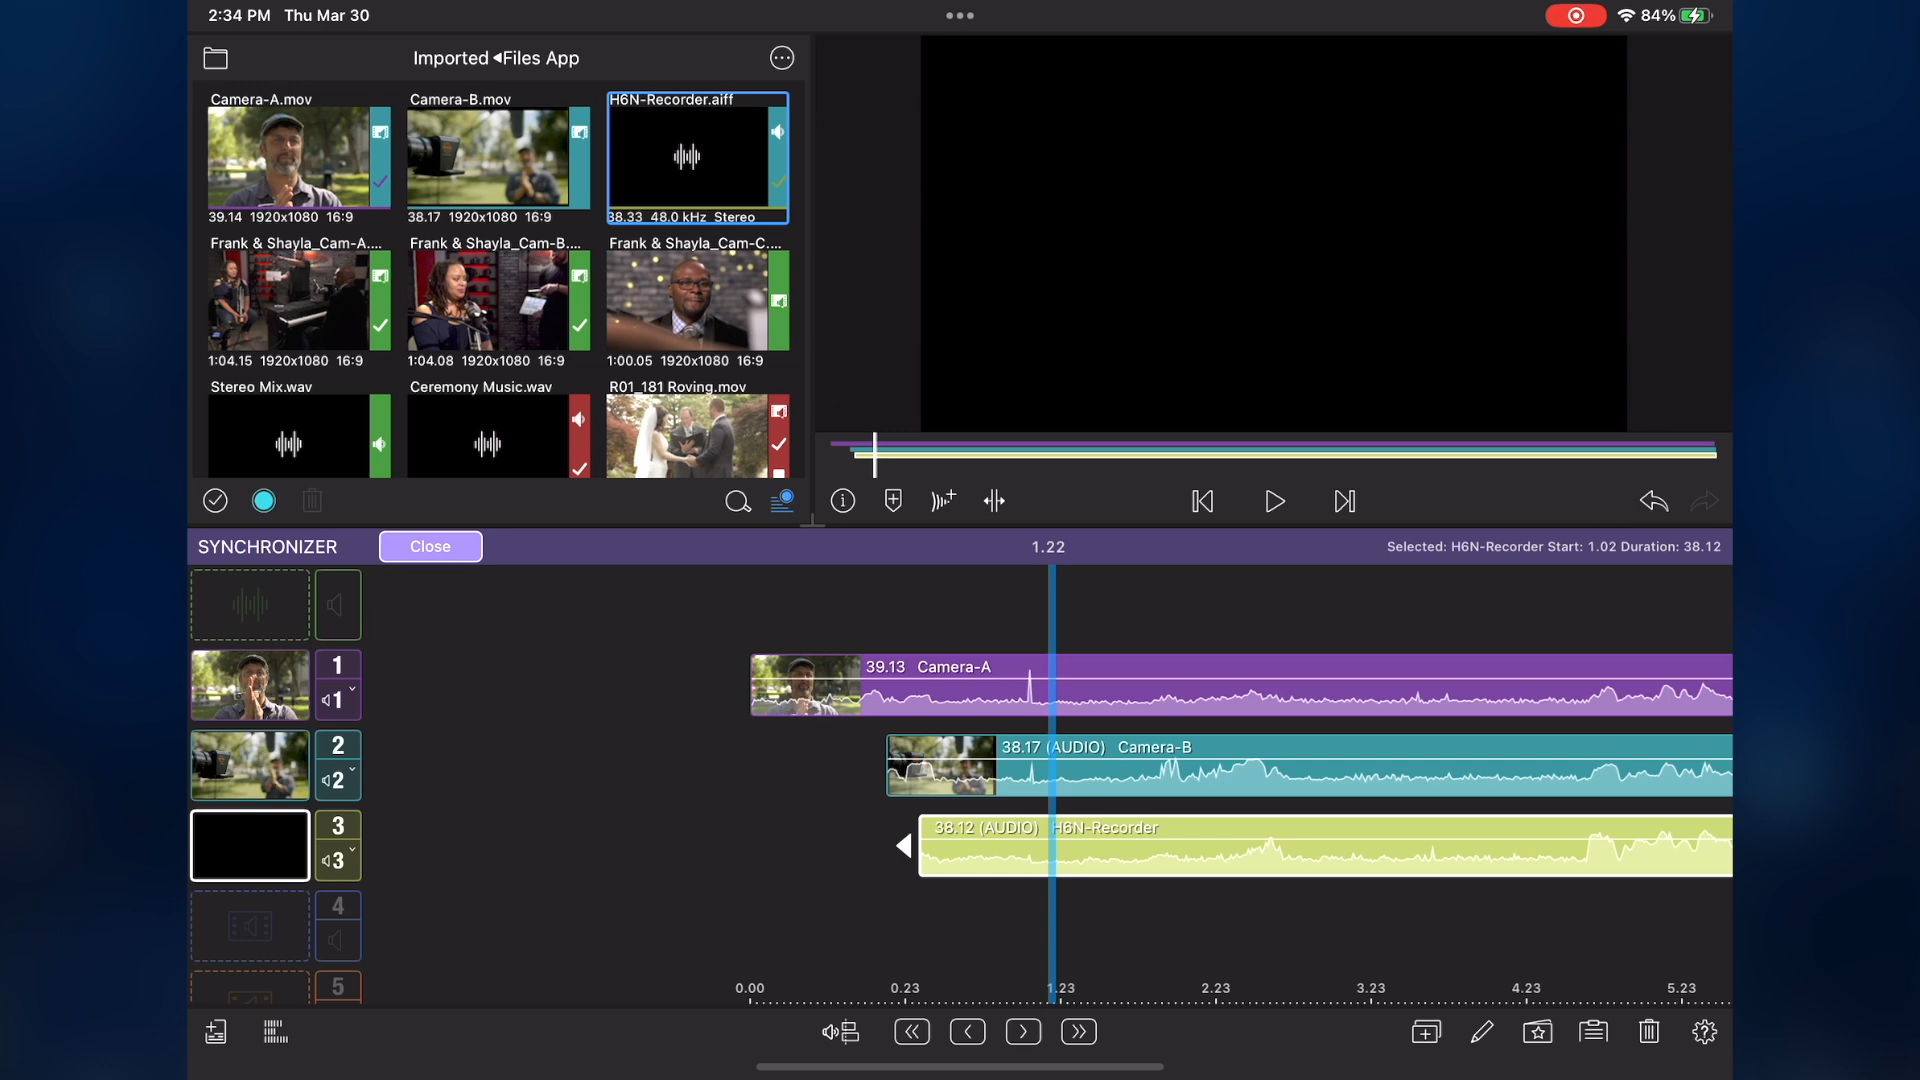 2:34 PM Thu Mar 30
84%
Imported ◂Files App
Camera-A.mov
Camera-B.mov
H6N-Recorder.aiff
39.14 1920x1080 16:9
38.17 1920x1080 16:9
38.33 48.0 kHz Stereo
Frank & Shayla_Cam-A....
Frank & Shayla_Cam-B....
Frank & Shayla_Cam-C....
1:04.15 1920x1080 16:9
1:04.08 1920x1080 16:9
1:00.05 1920x1080 16:9
Stereo Mix.wav
Ceremony Music.wav
R01_181 Roving.mov
SYNCHRONIZER
Close
1.22
Selected: H6N-Recorder Start: 1.02 Duration: 38.12
1
1
39.13 Camera-A
2
2
38.17 (AUDIO) Camera-B
3
3
38.12 (AUDIO) H6N-Recorder
4
5
0.00
0.23
1.23
2.23
3.23
4.23
5.23